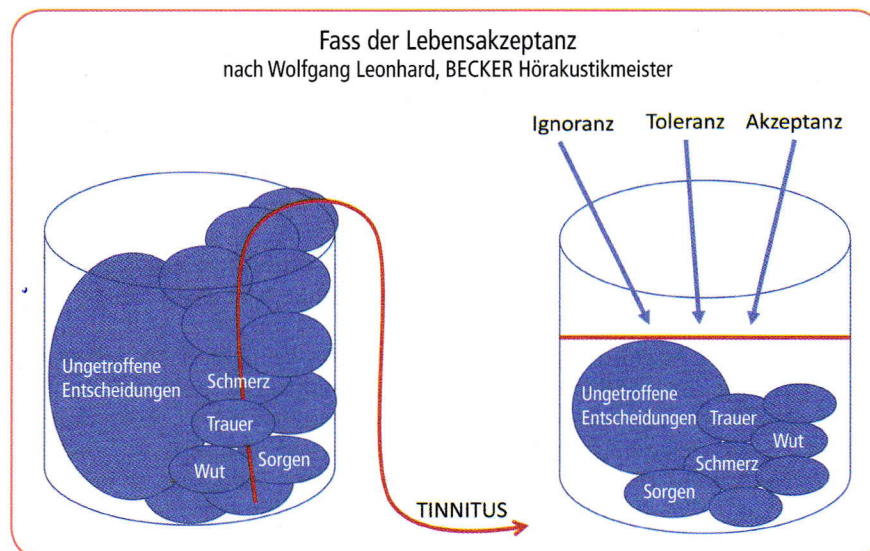 Fass der Lebensakzeptanz
nach Wolfgang Leonhard, BECKER Hörakustikmeister
Ignoranz Toleranz Akzeptanz
Ungetroffene
Entscheidungen
Schmerz
Trauer
Wut
Sorgen
TINNITUS
Ungetroffene
Entscheidungen
Trauer
Wut
Schmerz
Sorgen